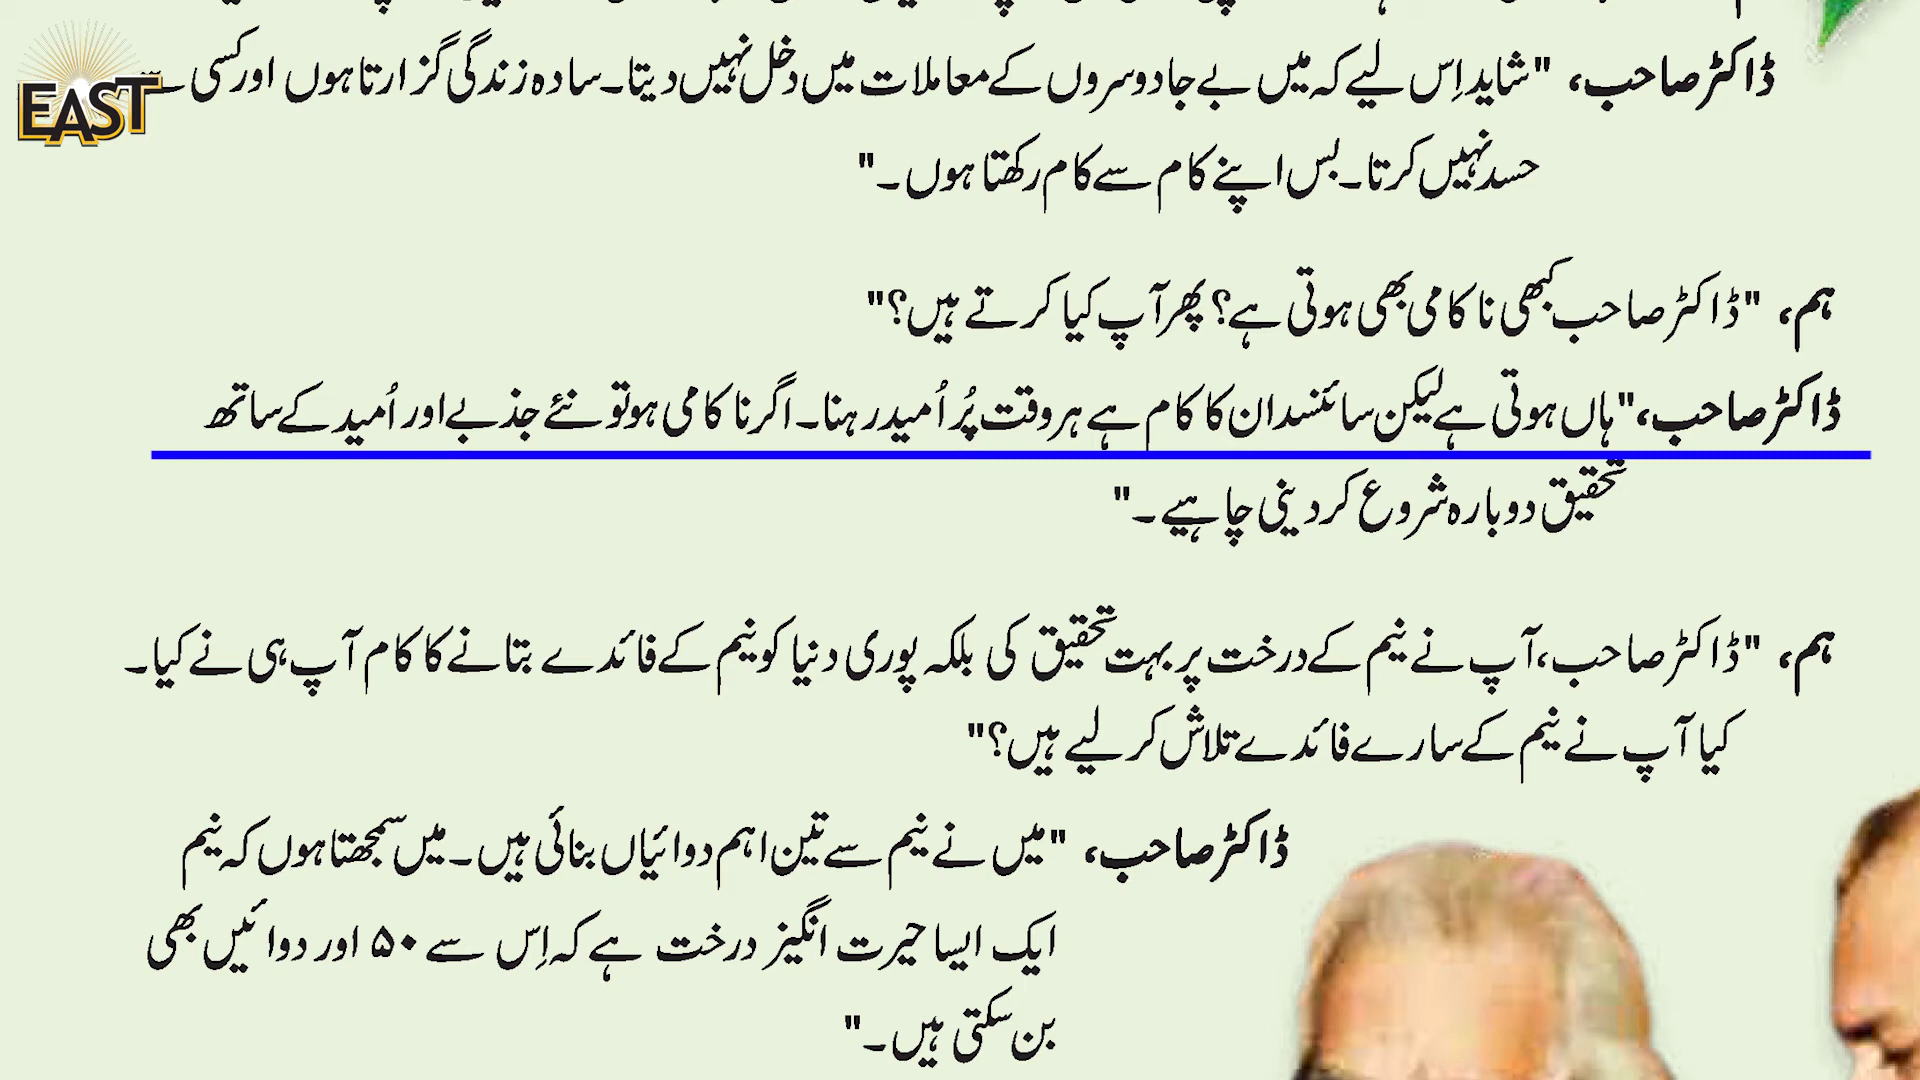 ڈاکٹر صاحب، "شاید اِس لیے کہ میں بے جا دوسروں کے معاملات میں دخل نہیں دیتا۔ سادہ زندگی گزارتا ہوں اور کسی سے
EAST
حسد نہیں کرتا۔ بس اپنے کام سے کام رکھتا ہوں۔"
ہم، "ڈاکٹر صاحب کبھی ناکامی بھی ہوتی ہے؟ پھر آپ کیا کرتے ہیں؟"
ڈاکٹر صاحب، "ہاں ہوتی ہے لیکن سائنسدان کا کام ہے ہر وقت پُر اُمید رہنا۔ اگر ناکامی ہو تو نئے جذبے اور اُمید کے ساتھ
تحقیق دوبارہ شروع کر دینی چاہیے۔"
ہم، "ڈاکٹر صاحب، آپ نے نیم کے درخت پر بہت تحقیق کی بلکہ پوری دنیا کو نیم کے فائدے بتانے کا کام آپ ہی نے کیا۔
کیا آپ نے نیم کے سارے فائدے تلاش کر لیے ہیں؟"
ڈاکٹر صاحب، "میں نے نیم سے تین اہم دوائیاں بنائی ہیں۔ میں سمجھتا ہوں کہ نیم
ایک ایسا حیرت انگیز درخت ہے کہ اِس سے ۵۰ اور دوائیں بھی
بن سکتی ہیں۔"